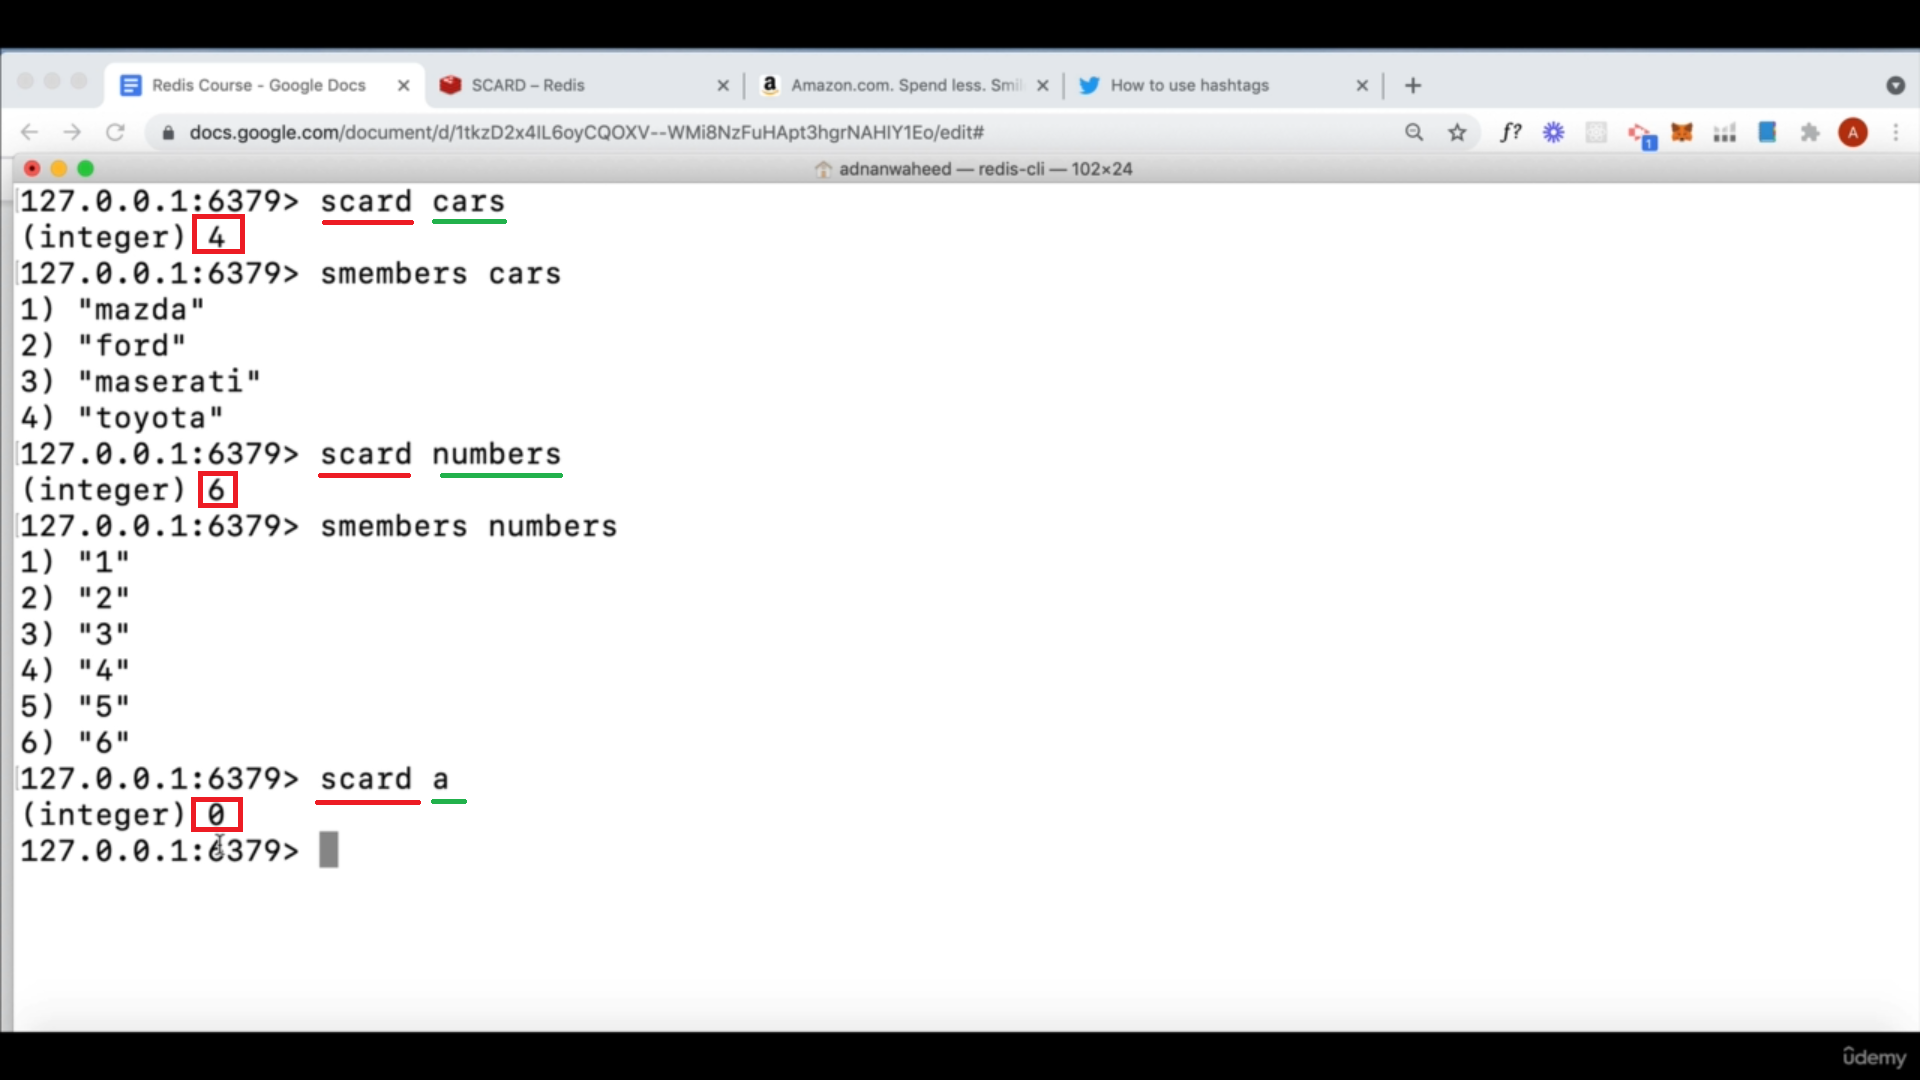 Redis Course - Google Docs
SCARD – Redis
Amazon.com. Spend less. Smi
How to use hashtags
docs.google.com/document/d/1tkzD2x4IL6oyCQOXV--WMi8NzFuHApt3hgrNAHIY1Eo/edit#
f?
1
A
adnanwaheed — redis-cli — 102×24
127.0.0.1:6379> scard cars
(integer) 4
127.0.0.1:6379> smembers cars
1) "mazda"
2) "ford"
3) "maserati"
4) "toyota"
127.0.0.1:6379> scard numbers
(integer) 6
127.0.0.1:6379> smembers numbers
1) "1"
2) "2"
3) "3"
4) "4"
5) "5"
6) "6"
127.0.0.1:6379> scard a
(integer) 0
127.0.0.1:6379>
ûdemy